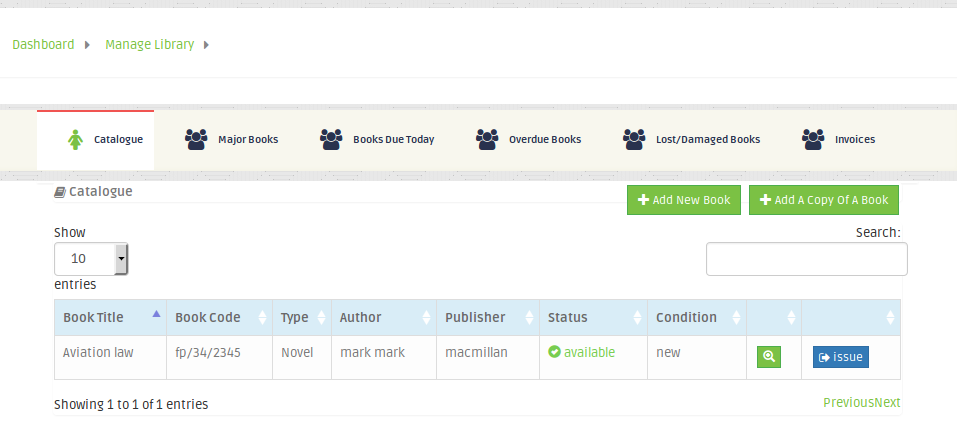 Dashboard Manage Library
Catalogue Major Books Books Due Today Overdue Books Lost/Damaged Books Invoices
Catalogue
Add New Book Add A Copy Of A Book
Show
10
entries
Search:
Book Title Book Code Type Author Publisher Status Condition
Aviation law fp/34/2345 Novel mark mark macmillan available new issue
Showing 1 to 1 of 1 entries
PreviousNext